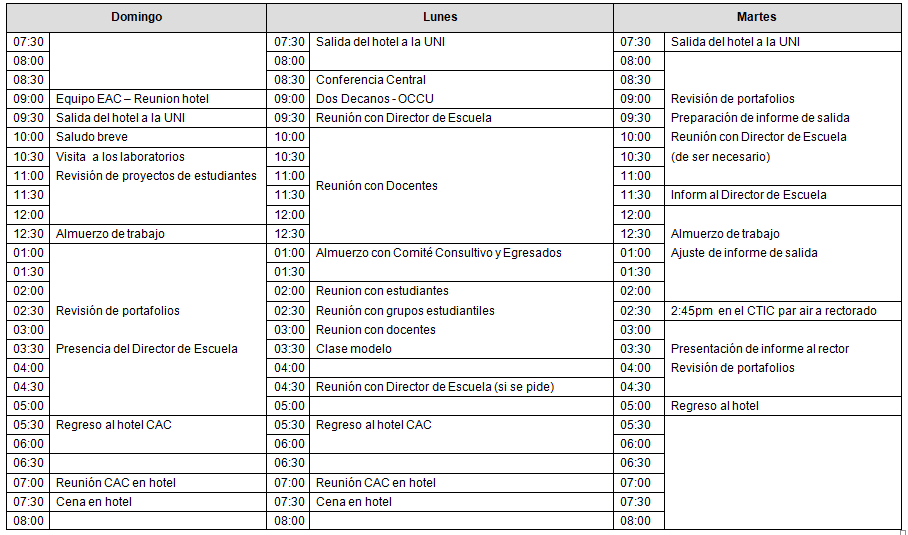 Domingo Lunes Martes
07:30 07:30 Salida del hotel a la UNI 07:30 Salida del hotel a la UNI
08:00 08:00 08:00
08:30 08:30 Conferencia Central 08:30
09:00 Equipo EAC – Reunion hotel 09:00 Dos Decanos - OCCU 09:00 Revisión de portafolios
09:30 Salida del hotel a la UNI 09:30 Reunión con Director de Escuela 09:30 Preparación de informe de salida
10:00 Saludo breve 10:00 10:00 Reunión con Director de Escuela
10:30 Visita a los laboratorios 10:30 10:30 (de ser necesario)
11:00 Revisión de proyectos de estudiantes 11:00 11:00
Reunión con Docentes
11:30 11:30 11:30 Inform al Director de Escuela
12:00 12:00 12:00
12:30 Almuerzo de trabajo 12:30 12:30 Almuerzo de trabajo
01:00 01:00 Almuerzo con Comité Consultivo y Egresados 01:00 Ajuste de informe de salida
01:30 01:30 01:30
02:00 02:00 Reunion con estudiantes 02:00
02:30 Revisión de portafolios 02:30 Reunión con grupos estudiantiles 02:30 2:45pm en el CTIC par air a rectorado
03:00 03:00 Reunion con docentes 03:00
03:30 Presencia del Director de Escuela 03:30 Clase modelo 03:30 Presentación de informe al rector
04:00 04:00 04:00 Revisión de portafolios
04:30 04:30 Reunión con Director de Escuela (si se pide) 04:30
05:00 05:00 05:00 Regreso al hotel
05:30 Regreso al hotel CAC 05:30 Regreso al hotel CAC 05:30
06:00 06:00 06:00
06:30 06:30 06:30
07:00 Reunión CAC en hotel 07:00 Reunión CAC en hotel 07:00
07:30 Cena en hotel 07:30 Cena en hotel 07:30
08:00 08:00 08:00